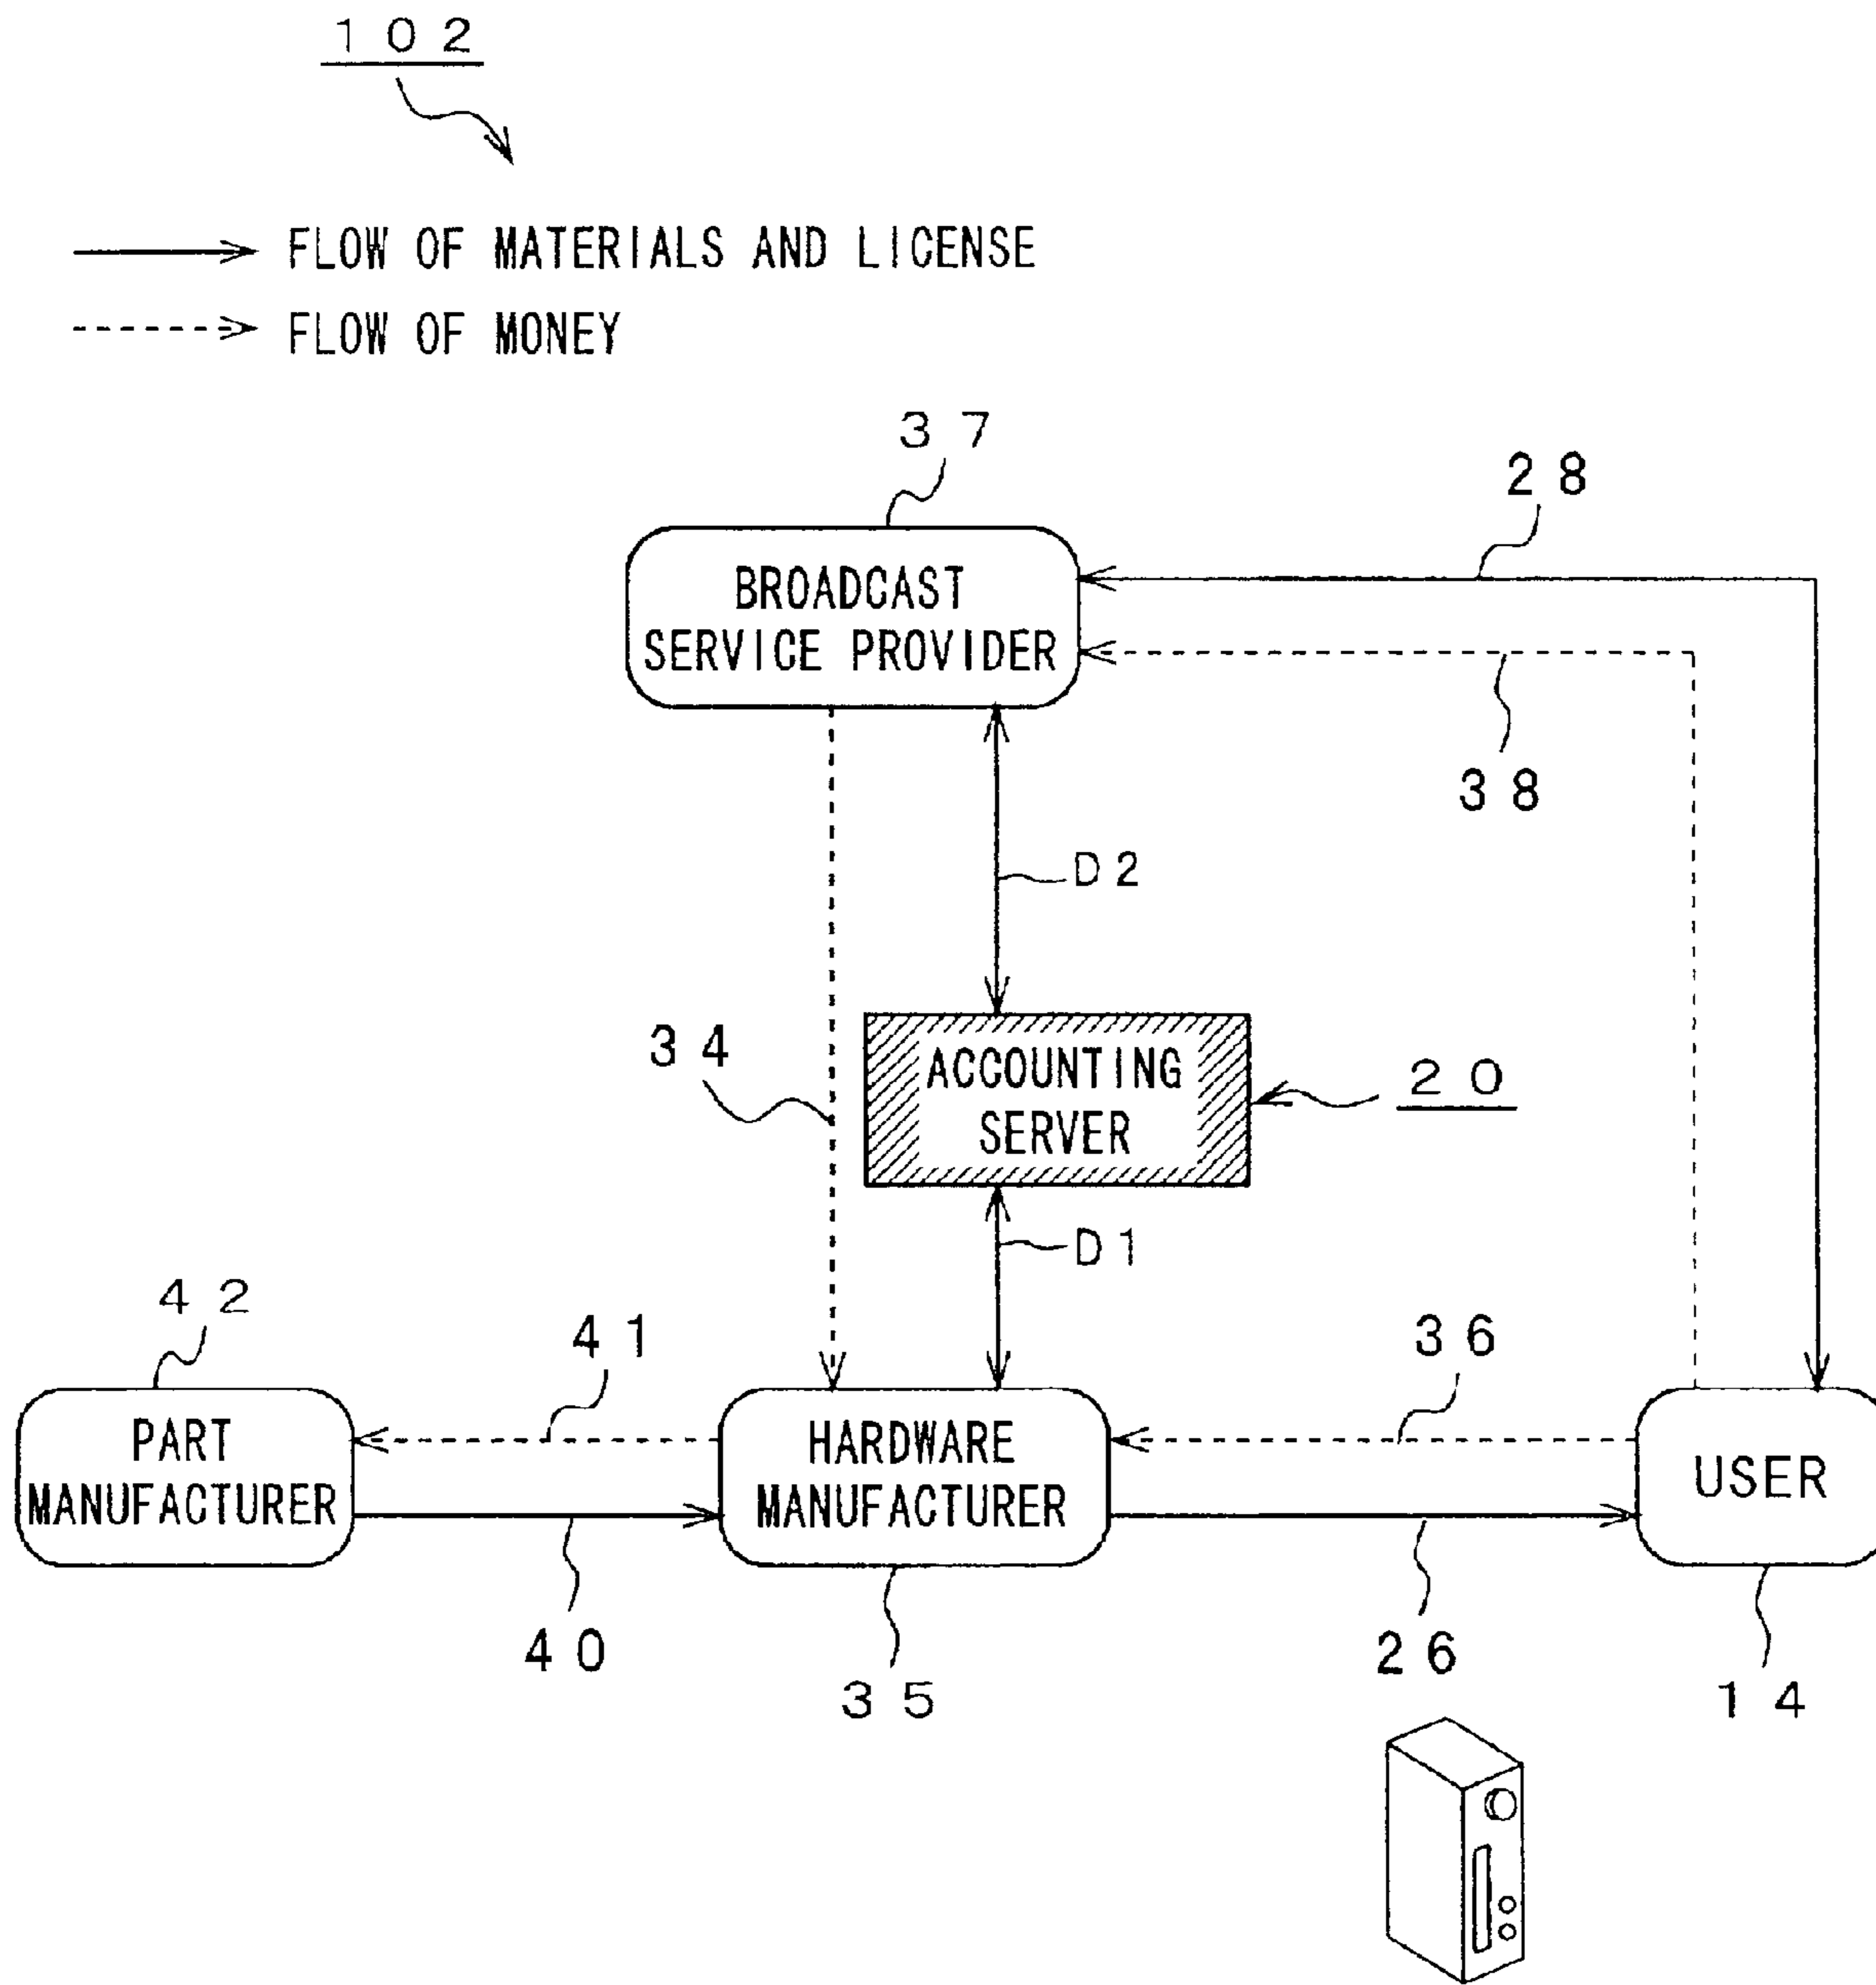 102
FLOW OF MATERIALS AND LICENSE
FLOW OF MONEY
37
28
BROADCAST
SERVICE PROVIDER
38
D2
34
ACCOUNTING
SERVER
20
D1
42
41
36
PART
MANUFACTURER
HARDWARE
MANUFACTURER
USER
40
35
26
14